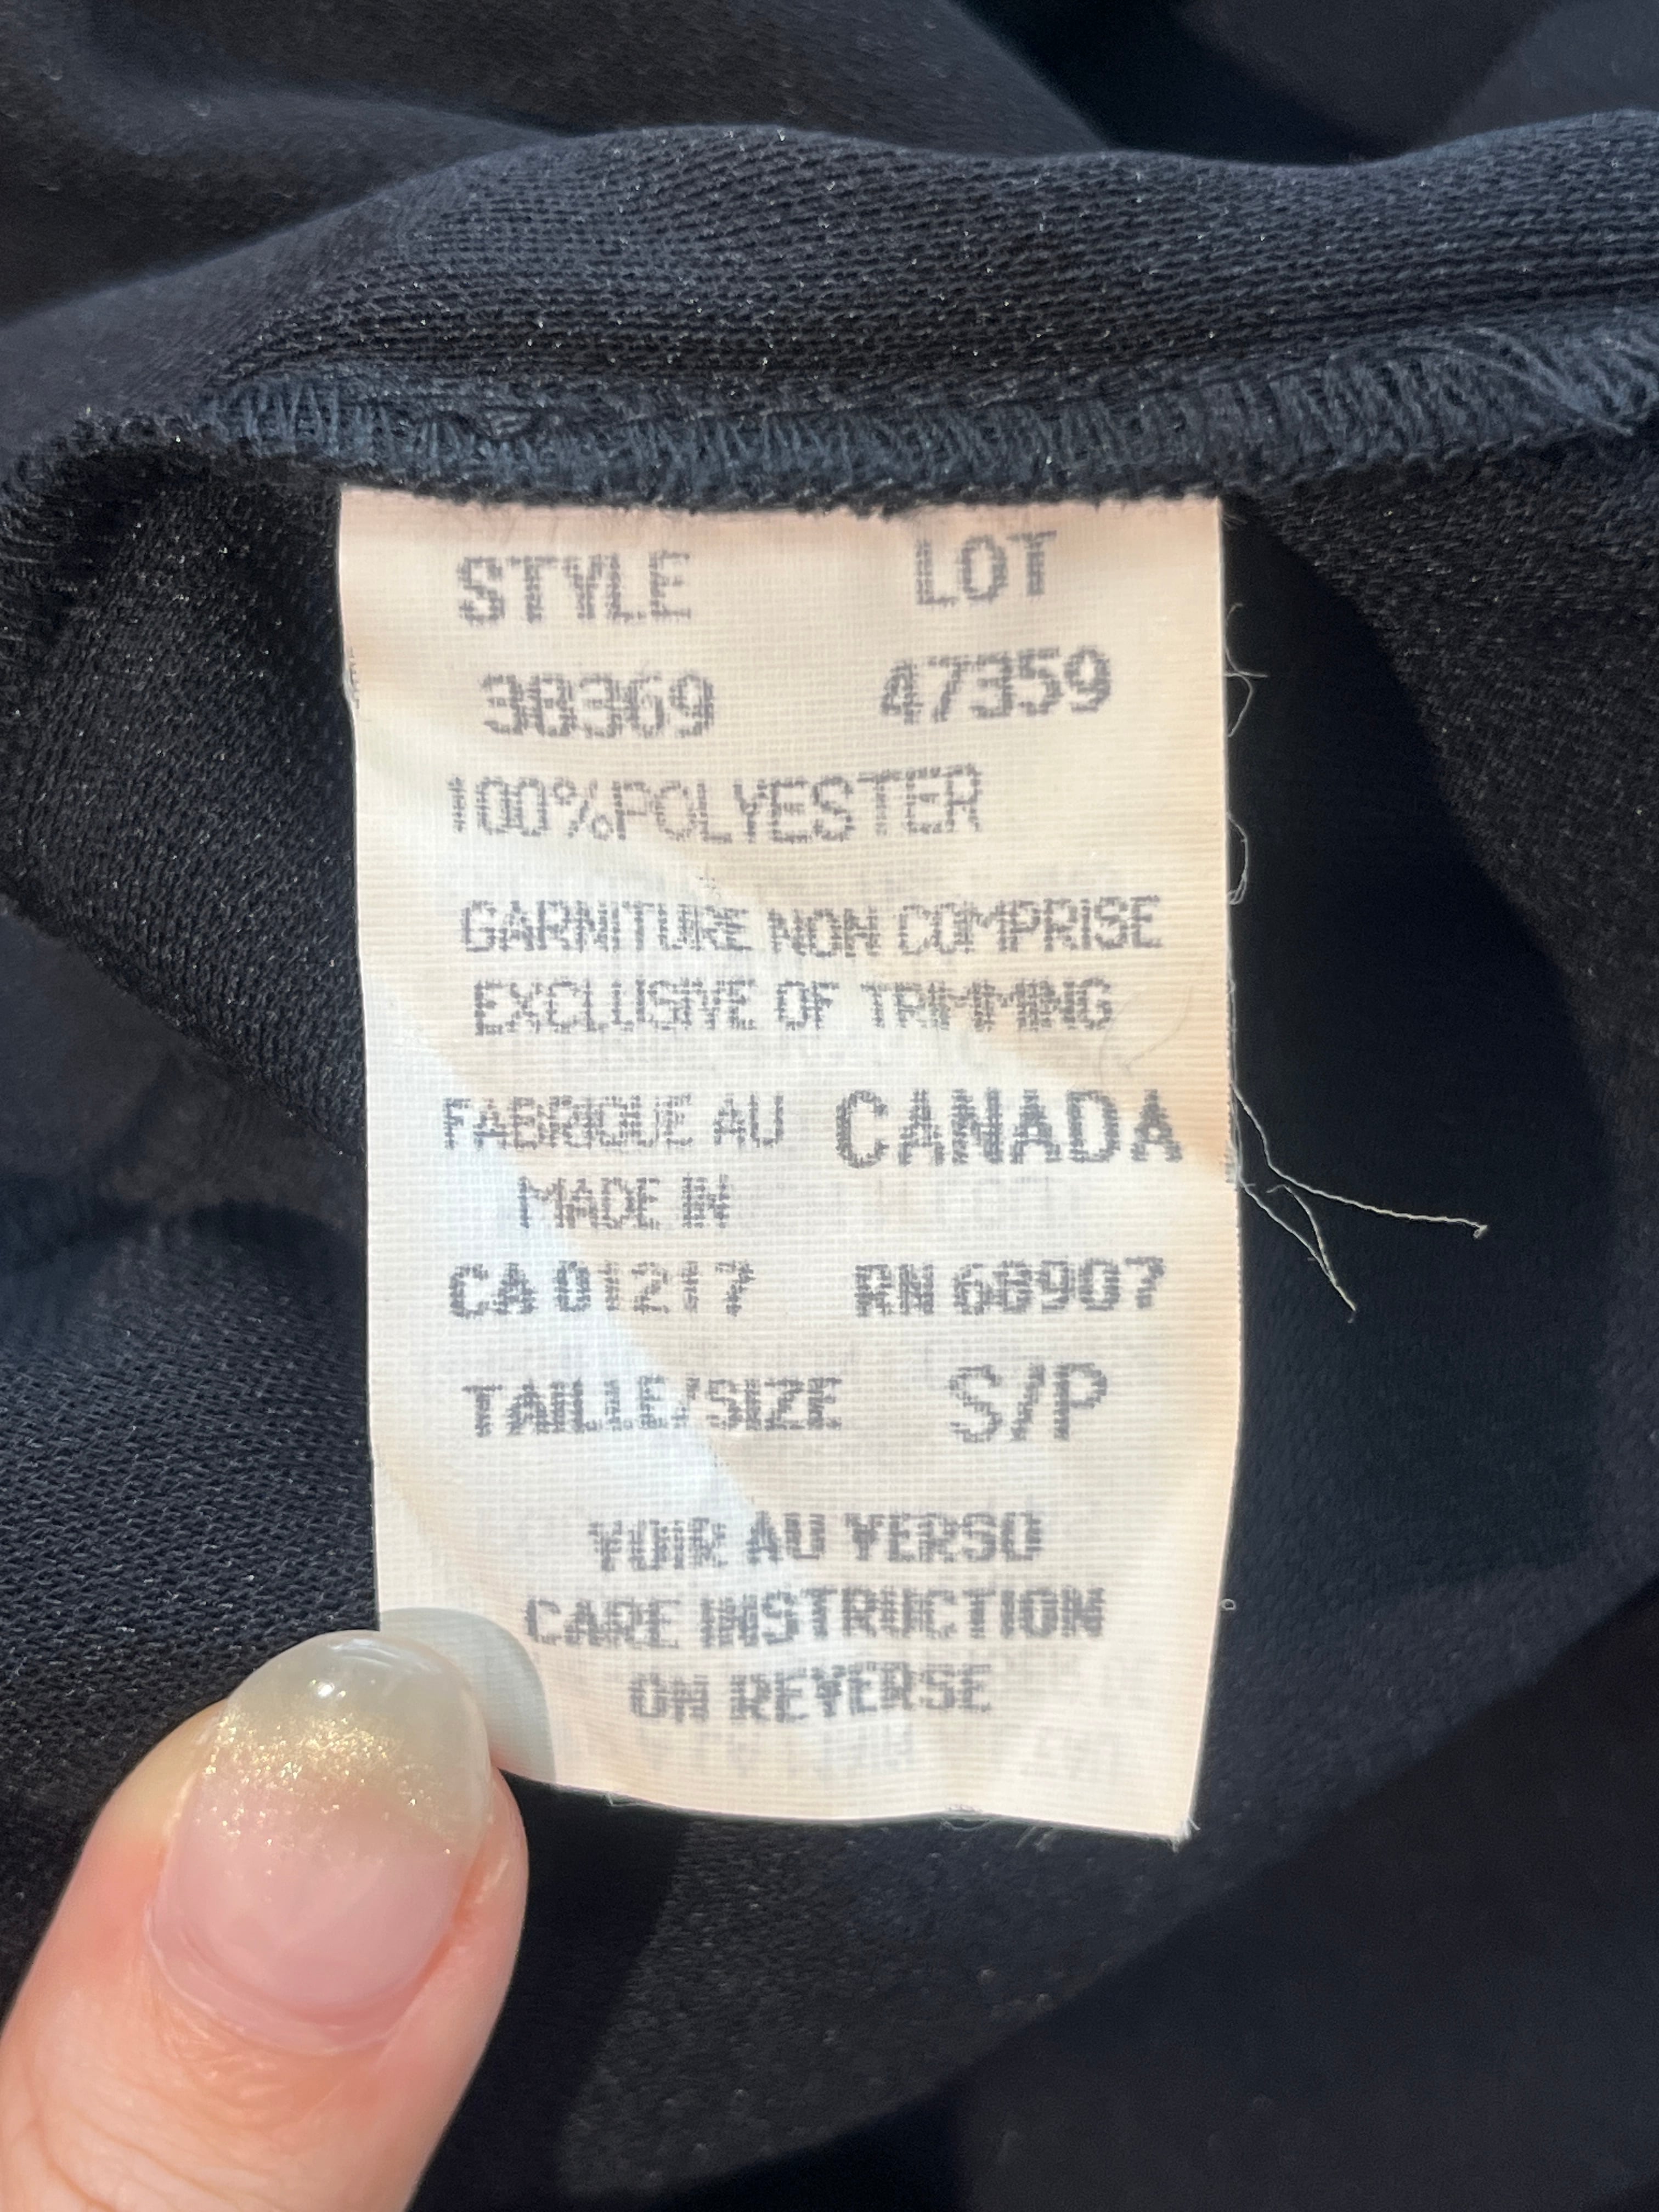 STYLE LOT
38369 47359
100%POLYESTER
GARNITURE NON COMPRISE
EXCLUSIVE OF TRIMMING
FABRIQUE AU CANADA
MADE IN
CA 01217 RN 68907
TAILLE/SIZE S/P
VOIR AU VERSO
CARE INSTRUCTION
ON REVERSE